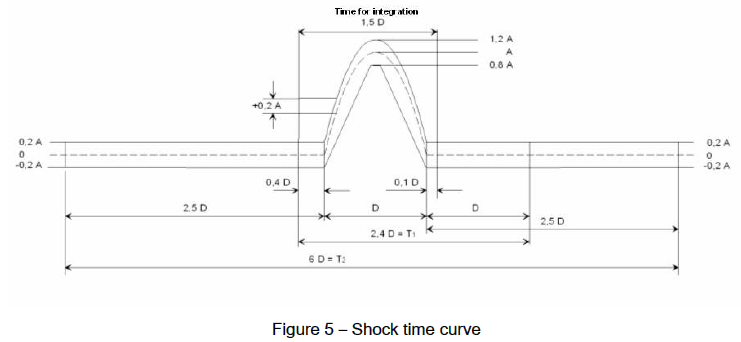 Time for integration
1,5 D
1,2 A
A
0,8 A
+0,2 A
0,2 A
0
-0,2 A
0,2 A
0
-0,2 A
0,4 D
0,1 D
2,5 D
D
D
2,5 D
2,4 D = T1
6 D = T2
Figure 5 – Shock time curve